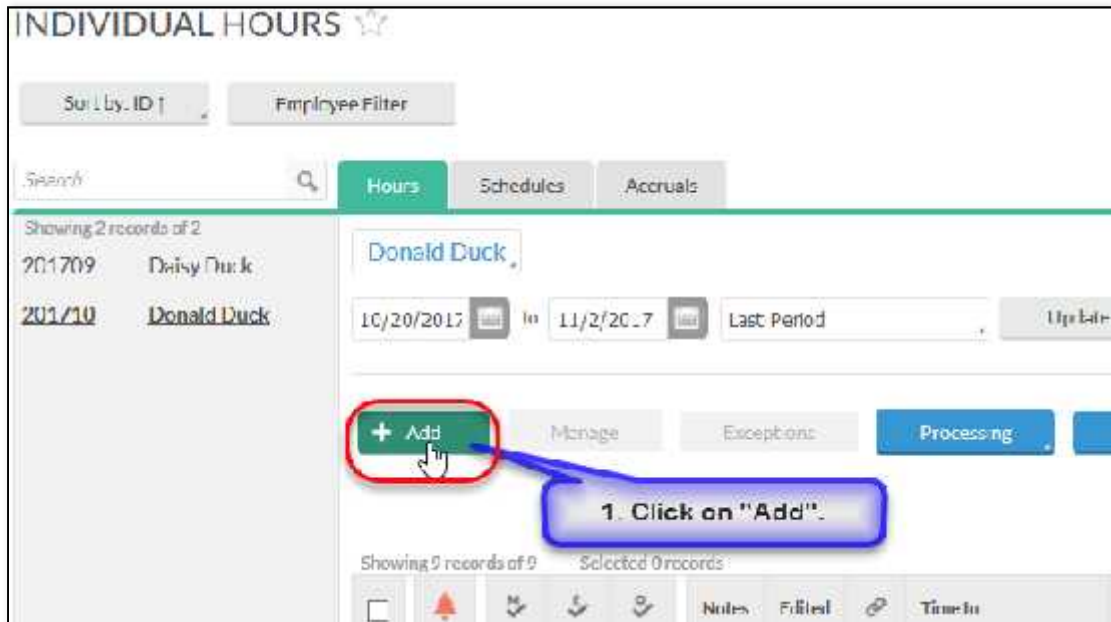 INDIVIDUAL HOURS
Sort by: ID ↑ Employee Filter
Search Hours Schedules Accruals
Showing 2 records of 2
201709 Daisy Duck
Donald Duck
201710 Donald Duck
10/20/2017 to 11/2/2017 Last Period Update
+ Add Manage Exceptions Processing
1. Click on "Add".
Showing 9 records of 9 Selected 0 records
M S O Notes Edited Time In